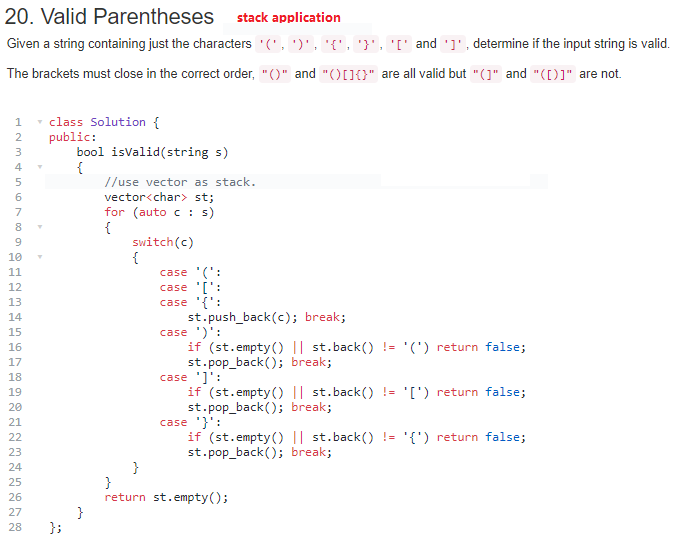 20. Valid Parentheses stack application
Given a string containing just the characters '(', ')', '{', '}', '[' and ']', determine if the input string is valid.
The brackets must close in the correct order, "()" and "()[]{}" are all valid but "(]" and "([)]" are not.
1 class Solution {
2 public:
3     bool isValid(string s)
4     {
5         //use vector as stack.
6         vector<char> st;
7         for (auto c : s)
8         {
9             switch(c)
10             {
11                 case '(':
12                 case '[':
13                 case '{':
14                     st.push_back(c); break;
15                 case ')':
16                     if (st.empty() || st.back() != '(') return false;
17                     st.pop_back(); break;
18                 case ']':
19                     if (st.empty() || st.back() != '[') return false;
20                     st.pop_back(); break;
21                 case '}':
22                     if (st.empty() || st.back() != '{') return false;
23                     st.pop_back(); break;
24             }
25         }
26         return st.empty();
27     }
28 };